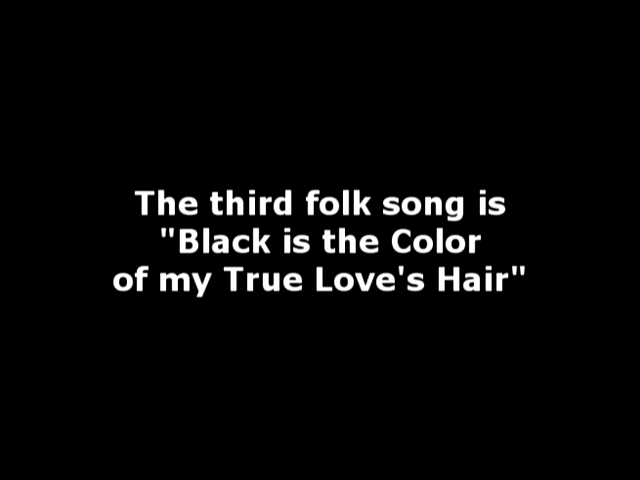 The third folk song is
"Black is the Color
of my True Love's Hair"